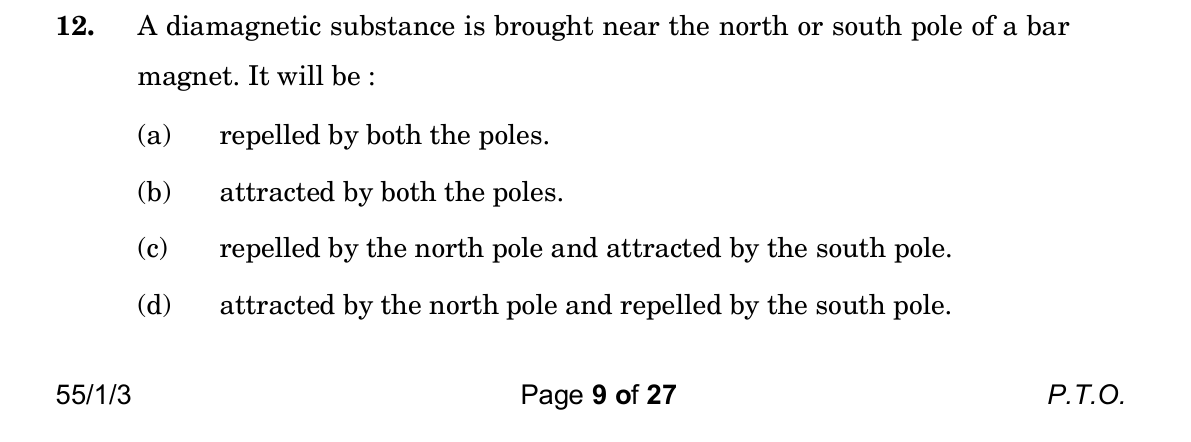 12. A diamagnetic substance is brought near the north or south pole of a bar
magnet. It will be :
(a) repelled by both the poles.
(b) attracted by both the poles.
(c) repelled by the north pole and attracted by the south pole.
(d) attracted by the north pole and repelled by the south pole.
55/1/3 Page 9 of 27 P.T.O.